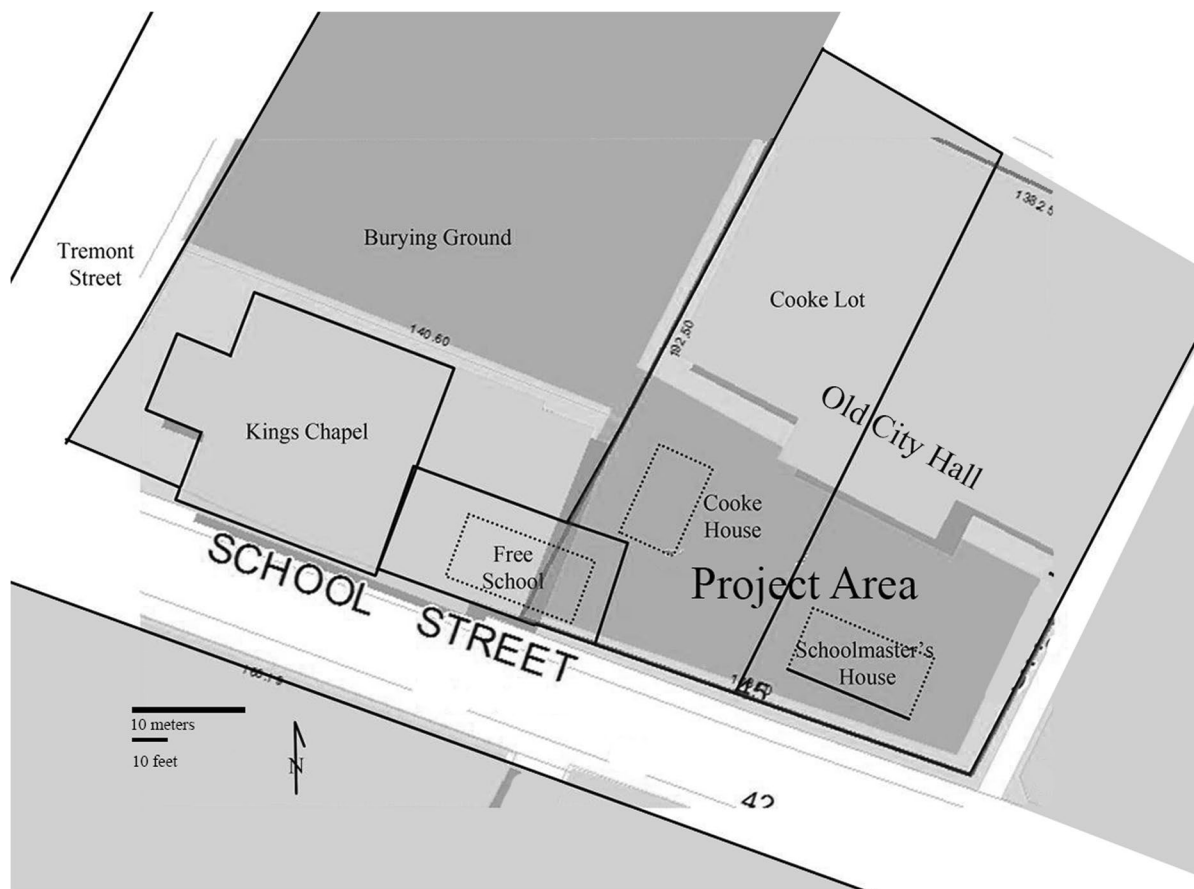 Tremont
Street
Burying Ground
138.25
Cooke Lot
192.50
140.60
Old City Hall
Kings Chapel
Cooke
House
Free
School
Project Area
SCHOOL STREET
Schoolmaster's
House
45
10 meters
10 feet
N
42